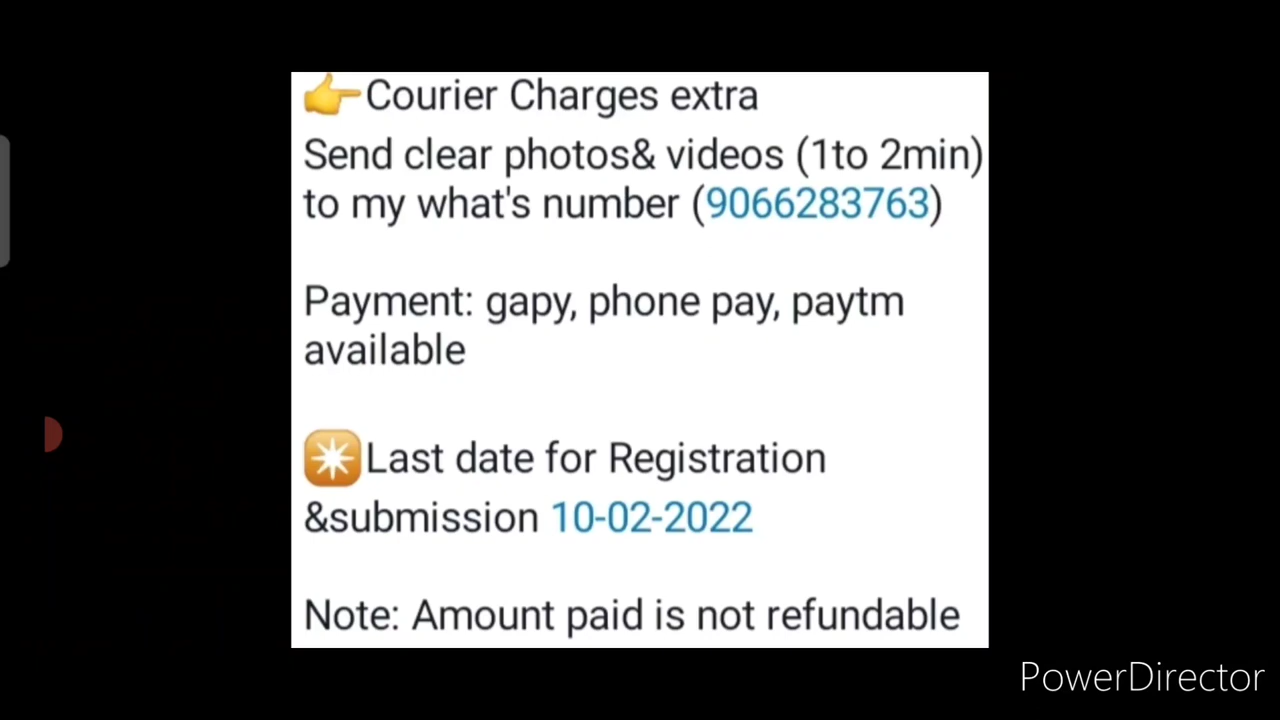 👉Courier Charges extra
Send clear photos& videos (1to 2min)
to my what's number (9066283763)
Payment: gapy, phone pay, paytm
available
✴️Last date for Registration
&submission 10-02-2022
Note: Amount paid is not refundable
PowerDirector